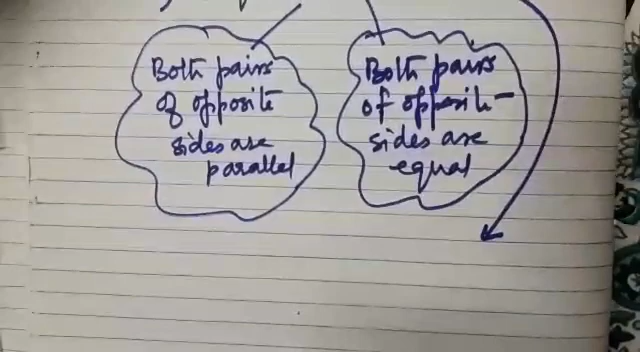 Both pairs
of opposite
sides are
parallel
Both pairs
of opposite
sides are
equal